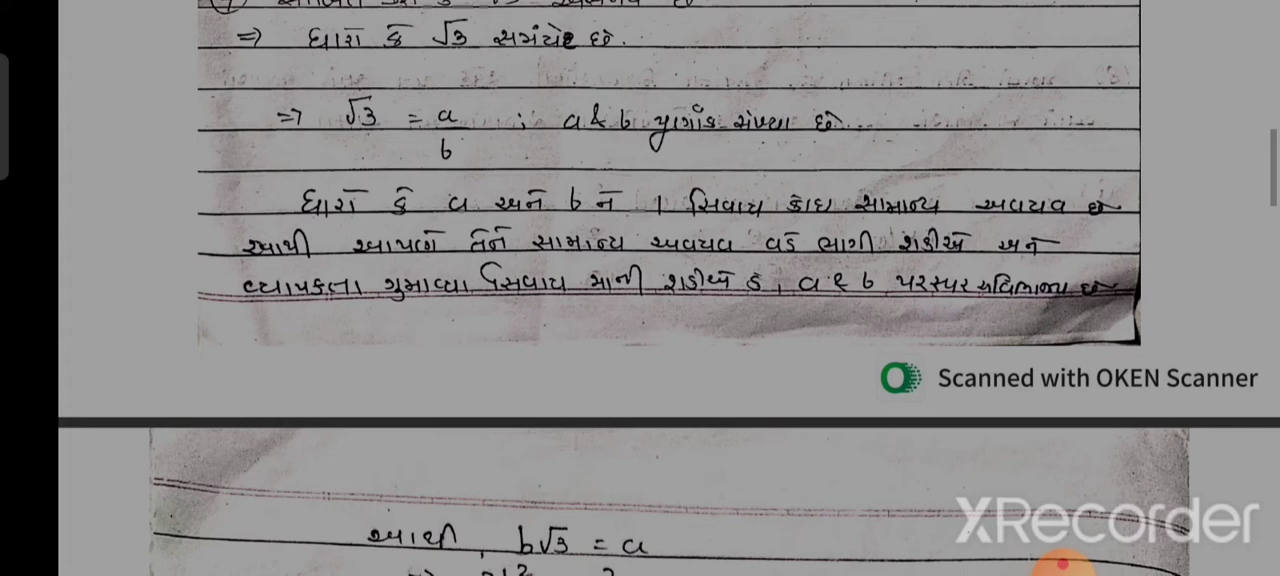 ⇒ ધારો કે √3 સમંયેટ છે.
⇒ √3 = a/b ; a & b પુર્ણાંક સંખ્યા છે.
ધારો કે a અને b ને 1 સિવાય કોઇ સામાન્ય અવયવ છે
આથી આપણે તેને સામાન્ય અવયવ વડે ભાગી શકીએ અને
વ્યાપકતા ગુમાવ્યા સિવાય માની શકીએ કે, a & b પરસ્પર અવિભાજ્ય છે
Scanned with OKEN Scanner
આથી, b√3 = a
XRecorder